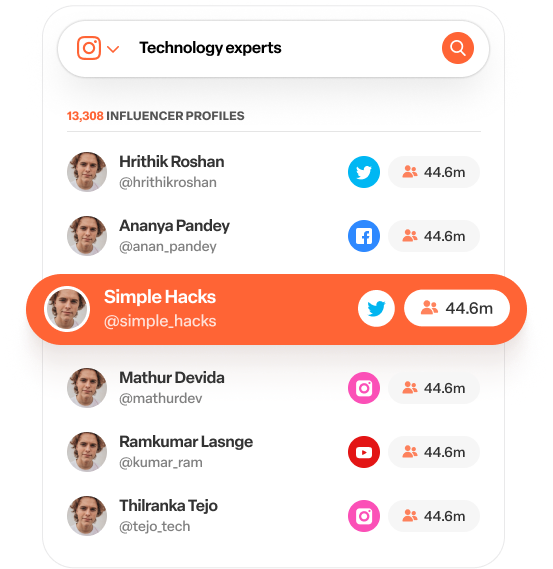 Technology experts
13,308 INFLUENCER PROFILES
Hrithik Roshan
@hrithikroshan
44.6m
Ananya Pandey
@anan_pandey
44.6m
Simple Hacks
@simple_hacks
44.6m
Mathur Devida
@mathurdev
44.6m
Ramkumar Lasnge
@kumar_ram
44.6m
Thilranka Tejo
@tejo_tech
44.6m